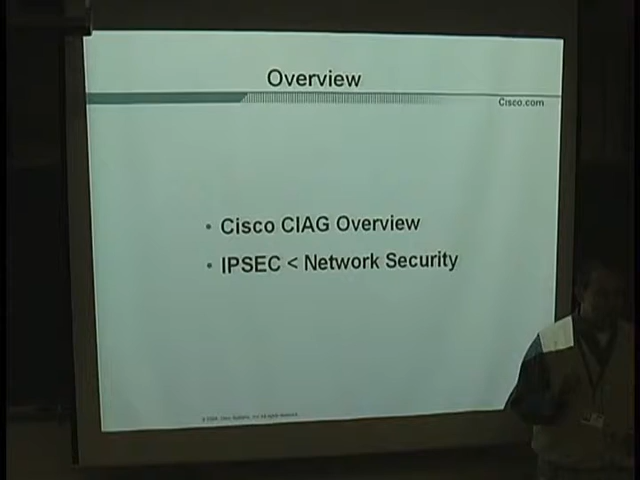 Overview
Cisco.com
• Cisco CIAG Overview
• IPSEC < Network Security